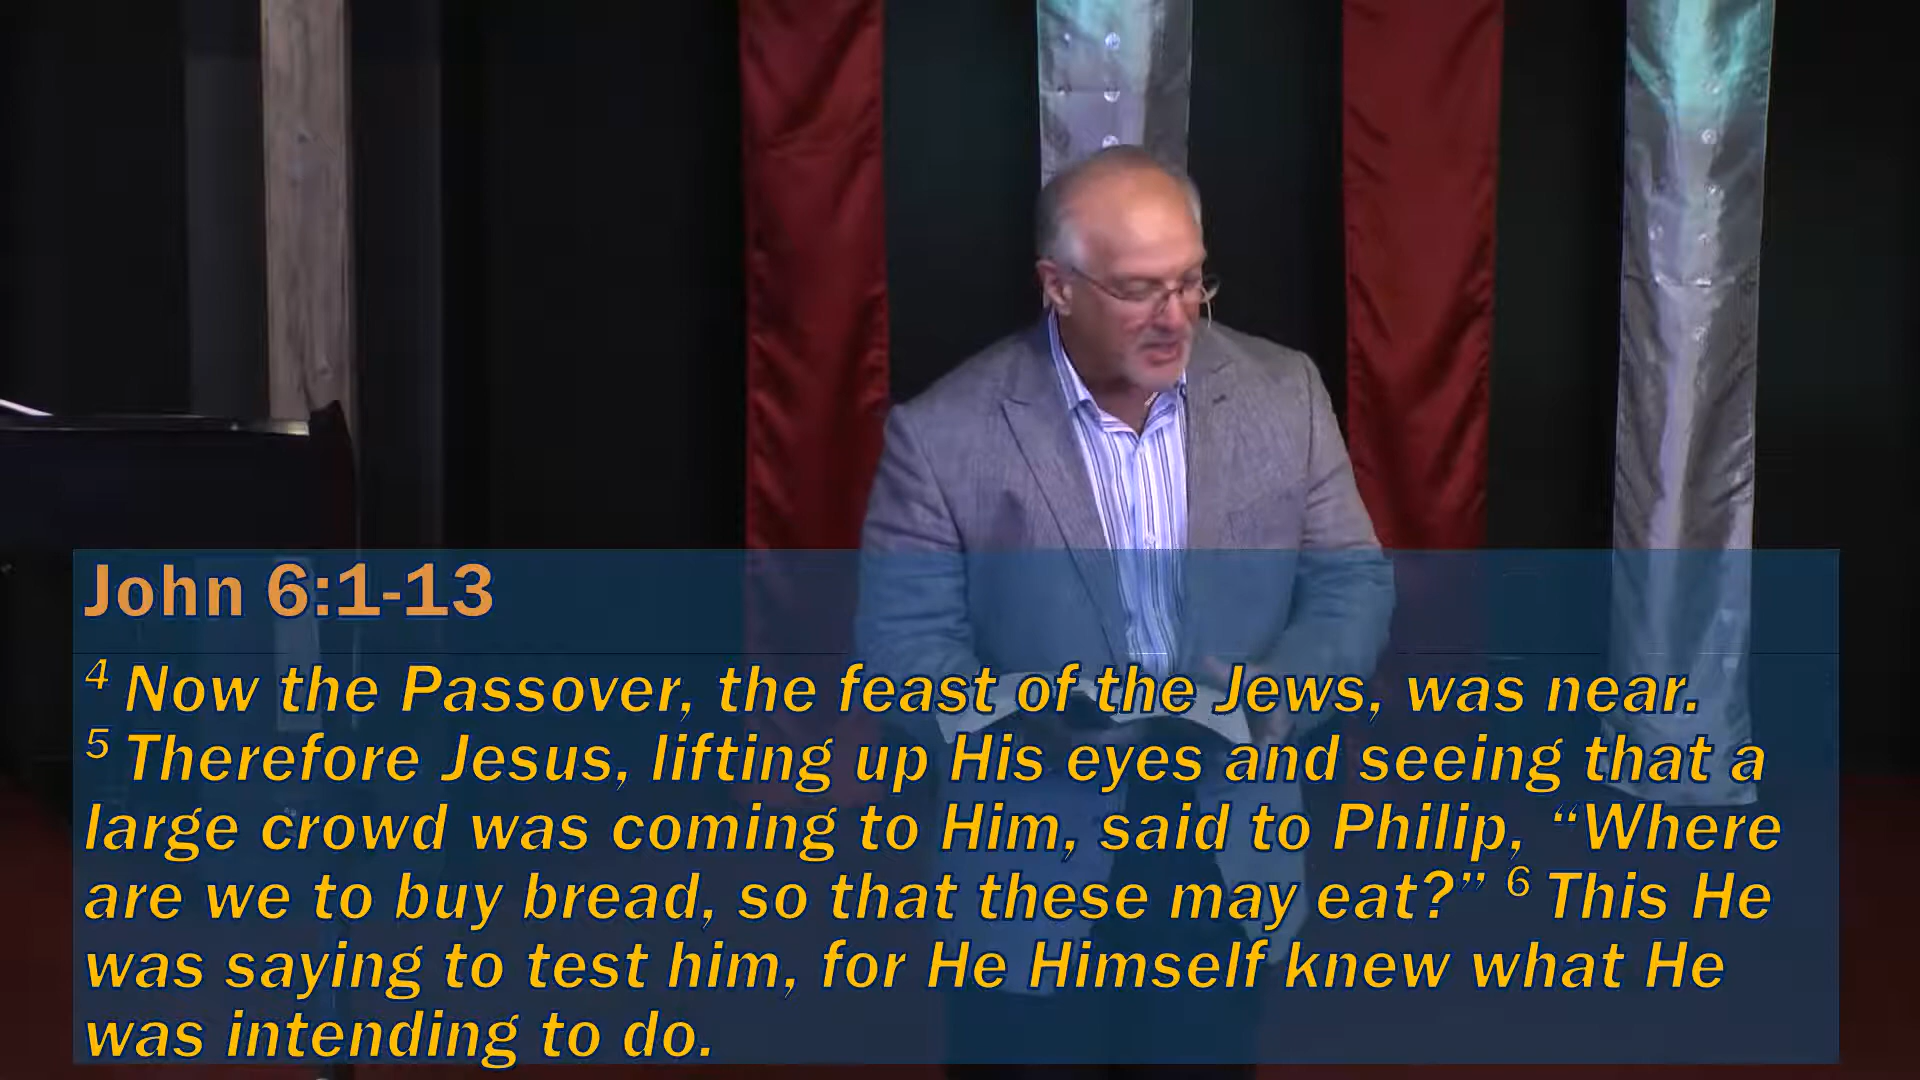 John 6:1-13
4 Now the Passover, the feast of the Jews, was near.
5 Therefore Jesus, lifting up His eyes and seeing that a
large crowd was coming to Him, said to Philip, “Where
are we to buy bread, so that these may eat?” 6 This He
was saying to test him, for He Himself knew what He
was intending to do.